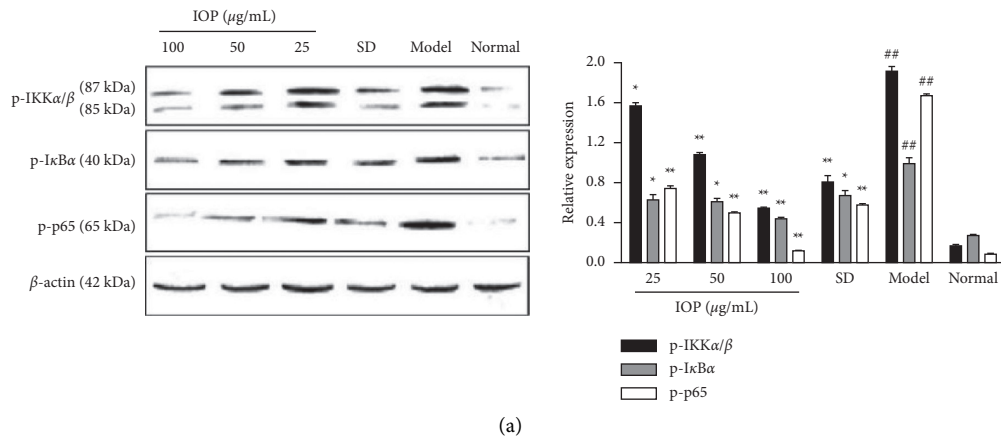 IOP (μg/mL)
100 50 25 SD Model Normal
p-IKKα/β (87 kDa)
(85 kDa)
p-IκBα (40 kDa)
p-p65 (65 kDa)
β-actin (42 kDa)
Relative expression
1.6
1.2
0.8
0.4
0.0
* * **
** * **
** ** **
** * **
## ## ##
25 50 100 SD Model Normal
IOP (μg/mL)
p-IKKα/β
p-IκBα
p-p65
(a)